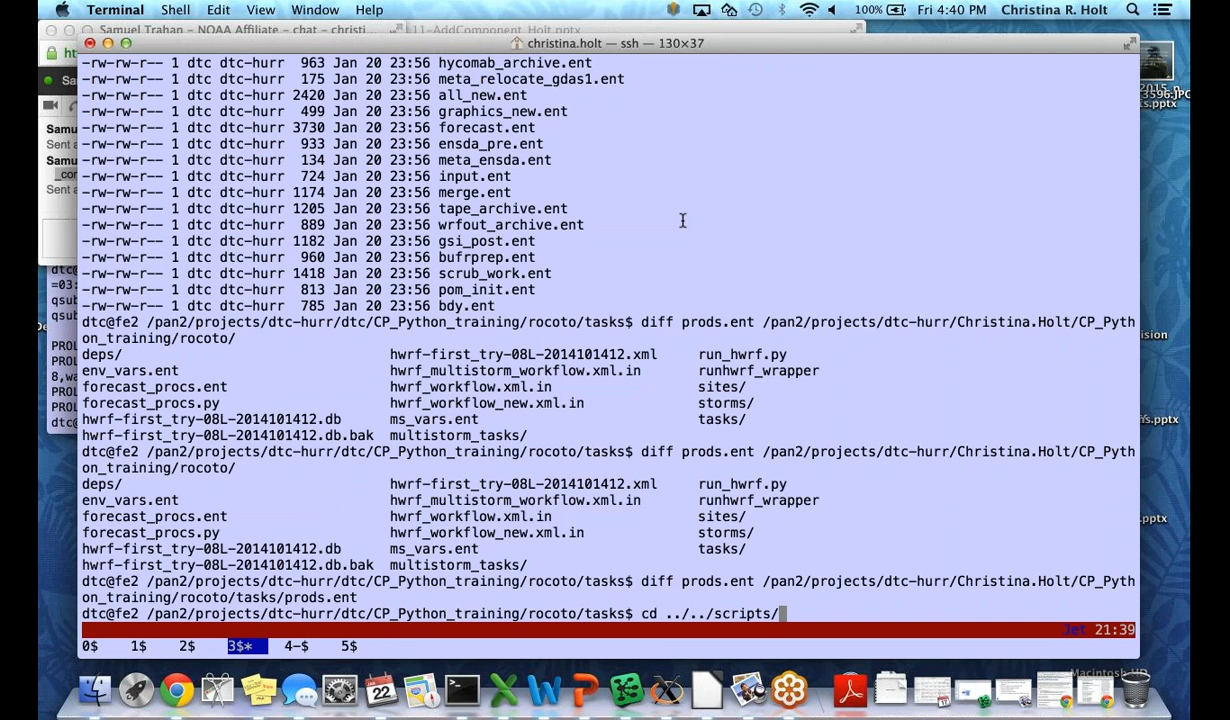 Terminal Shell Edit View Window Help 100% Fri 4:40 PM Christina R. Holt
Samuel Trahan – NOAA Affiliate – chat – christi... 11-AddComponent_Holt.pptx
christina.holt — ssh — 130×37
-rw-rw-r-- 1 dtc dtc-hurr  963 Jan 20 23:56 hycomab_archive.ent
-rw-rw-r-- 1 dtc dtc-hurr  175 Jan 20 23:56 meta_relocate_gdas1.ent
-rw-rw-r-- 1 dtc dtc-hurr 2420 Jan 20 23:56 all_new.ent
-rw-rw-r-- 1 dtc dtc-hurr  499 Jan 20 23:56 graphics_new.ent
-rw-rw-r-- 1 dtc dtc-hurr 3730 Jan 20 23:56 forecast.ent
-rw-rw-r-- 1 dtc dtc-hurr  933 Jan 20 23:56 ensda_pre.ent
-rw-rw-r-- 1 dtc dtc-hurr  134 Jan 20 23:56 meta_ensda.ent
-rw-rw-r-- 1 dtc dtc-hurr  724 Jan 20 23:56 input.ent
-rw-rw-r-- 1 dtc dtc-hurr 1174 Jan 20 23:56 merge.ent
-rw-rw-r-- 1 dtc dtc-hurr 1205 Jan 20 23:56 tape_archive.ent
-rw-rw-r-- 1 dtc dtc-hurr  889 Jan 20 23:56 wrfout_archive.ent
-rw-rw-r-- 1 dtc dtc-hurr 1182 Jan 20 23:56 gsi_post.ent
-rw-rw-r-- 1 dtc dtc-hurr  960 Jan 20 23:56 bufrprep.ent
-rw-rw-r-- 1 dtc dtc-hurr 1418 Jan 20 23:56 scrub_work.ent
-rw-rw-r-- 1 dtc dtc-hurr  813 Jan 20 23:56 pom_init.ent
-rw-rw-r-- 1 dtc dtc-hurr  785 Jan 20 23:56 bdy.ent
dtc@fe2 /pan2/projects/dtc-hurr/dtc/CP_Python_training/rocoto/tasks$ diff prods.ent /pan2/projects/dtc-hurr/Christina.Holt/CP_Pyth
on_training/rocoto/
deps/ hwrf-first_try-08L-2014101412.xml run_hwrf.py
env_vars.ent hwrf_multistorm_workflow.xml.in runhwrf_wrapper
forecast_procs.ent hwrf_workflow.xml.in sites/
forecast_procs.py hwrf_workflow_new.xml.in storms/
hwrf-first_try-08L-2014101412.db ms_vars.ent tasks/
hwrf-first_try-08L-2014101412.db.bak multistorm_tasks/
dtc@fe2 /pan2/projects/dtc-hurr/dtc/CP_Python_training/rocoto/tasks$ diff prods.ent /pan2/projects/dtc-hurr/Christina.Holt/CP_Pyth
on_training/rocoto/
deps/ hwrf-first_try-08L-2014101412.xml run_hwrf.py
env_vars.ent hwrf_multistorm_workflow.xml.in runhwrf_wrapper
forecast_procs.ent hwrf_workflow.xml.in sites/
forecast_procs.py hwrf_workflow_new.xml.in storms/
hwrf-first_try-08L-2014101412.db ms_vars.ent tasks/
hwrf-first_try-08L-2014101412.db.bak multistorm_tasks/
dtc@fe2 /pan2/projects/dtc-hurr/dtc/CP_Python_training/rocoto/tasks$ diff prods.ent /pan2/projects/dtc-hurr/Christina.Holt/CP_Pyth
on_training/rocoto/tasks/prods.ent
dtc@fe2 /pan2/projects/dtc-hurr/dtc/CP_Python_training/rocoto/tasks$ cd ../../scripts/
Jet 21:39
0$ 1$ 2$ 3$* 4-$ 5$
Macintosh HD